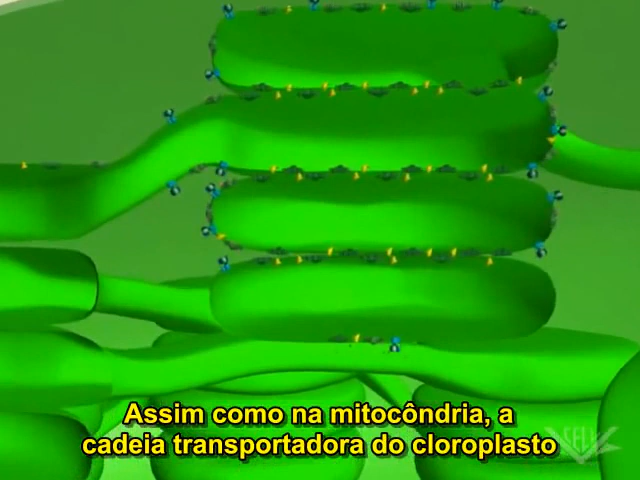 Assim como na mitocôndria, a
cadeia transportadora do cloroplasto